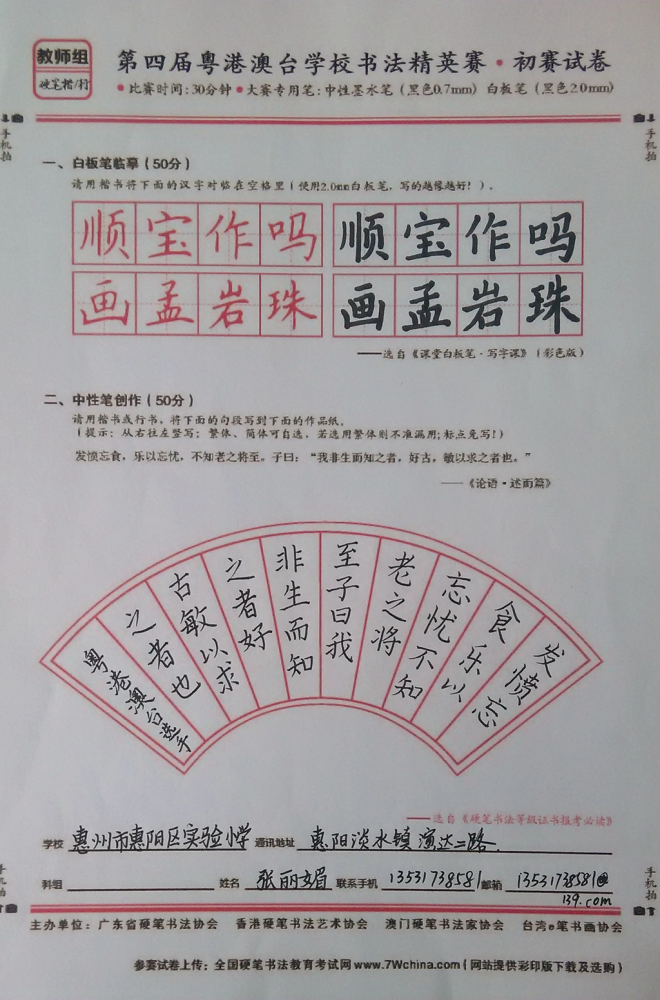 教师组
硬笔楷/行
第四届粤港澳台学校书法精英赛·初赛试卷
●比赛时间:30分钟●大赛专用笔:中性墨水笔(黑色0.7mm) 白板笔(黑色2.0mm)
手机拍
手机拍
一、白板笔临摹(50分)
请用楷书将下面的汉字对临在空格里(使用2.0mm白板笔,写的越像越好!)。
顺宝作吗 顺宝作吗
画孟岩珠 画孟岩珠
——选自《课堂白板笔·写字课》(彩色版)
二、中性笔创作(50分)
请用楷书或行书,将下面的句段写到下面的作品纸。
(提示:从右往左竖写;繁体、简体可自选,若选用繁体则不准漏用;标点免写!)
发愤忘食,乐以忘忧,不知老之将至。子曰:“我非生而知之者,好古,敏以求之者也。”
——《论语·述而篇》
发愤忘
食乐以
忘忧不知
老之将
至子曰我
非生而知
之者好
古敏以求
之者也
粤港澳台选手
——选自《硬笔书法等级证书报考必读》
学校 惠州市惠阳区实验小学 通讯地址 惠阳淡水镇演达二路.
科组 姓名 张丽娟 联系手机 13531738581 邮箱 13531738581@
139.com
手机拍
手机拍
主办单位:广东省硬笔书法协会 香港硬笔书法艺术协会 澳门硬笔书法家协会 台湾e笔书画协会
参赛试卷上传:全国硬笔书法教育考试网www.7Wchina.com(网站提供彩印版下载及选购)